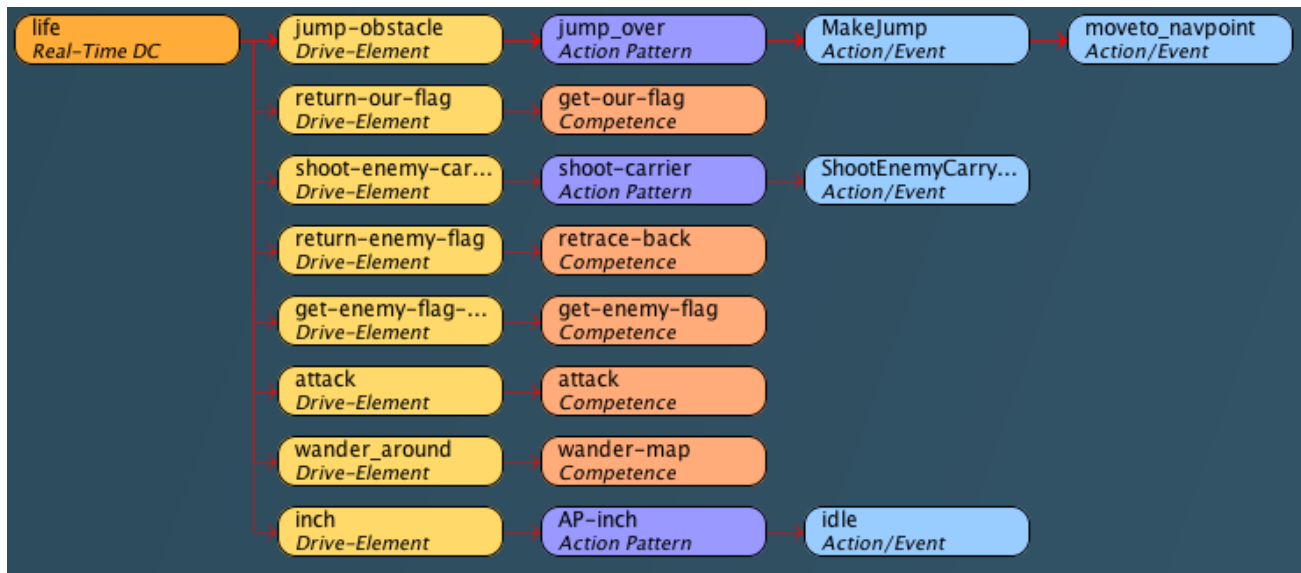 life
Real-Time DC
jump-obstacle
Drive-Element
jump_over
Action Pattern
MakeJump
Action/Event
moveto_navpoint
Action/Event
return-our-flag
Drive-Element
get-our-flag
Competence
shoot-enemy-car...
Drive-Element
shoot-carrier
Action Pattern
ShootEnemyCarry...
Action/Event
return-enemy-flag
Drive-Element
retrace-back
Competence
get-enemy-flag-...
Drive-Element
get-enemy-flag
Competence
attack
Drive-Element
attack
Competence
wander_around
Drive-Element
wander-map
Competence
inch
Drive-Element
AP-inch
Action Pattern
idle
Action/Event